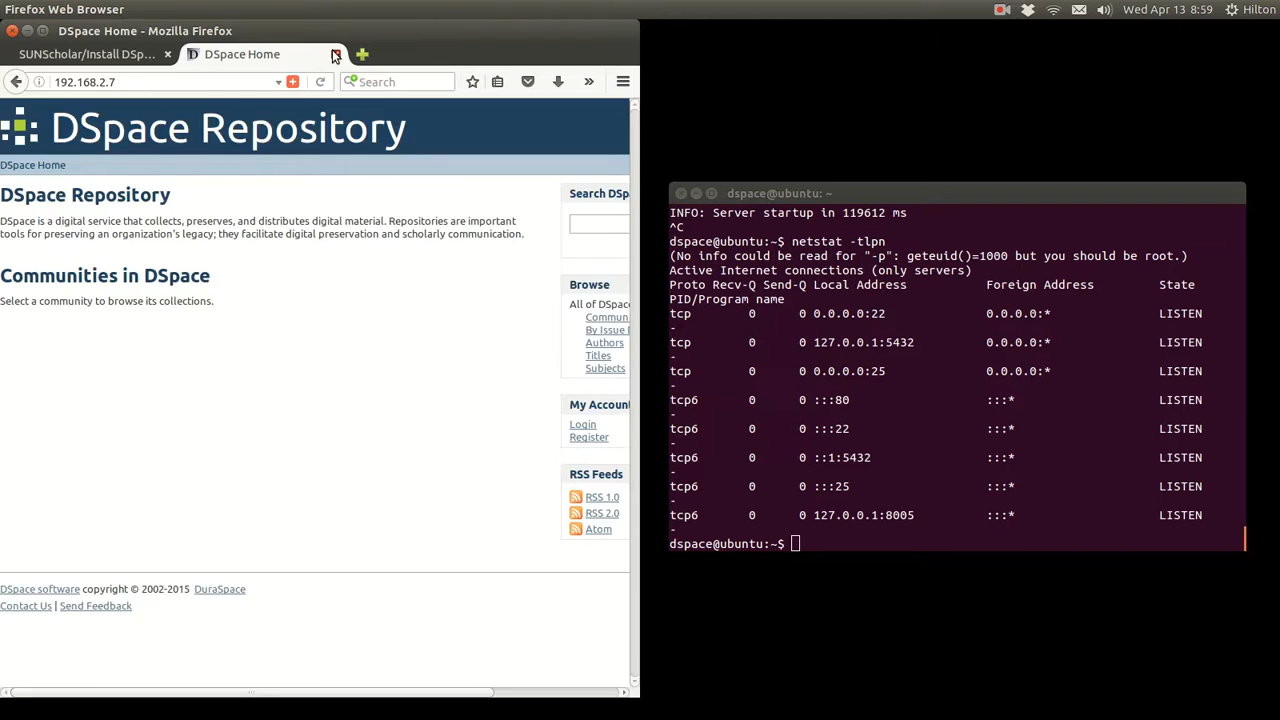 Firefox Web Browser
Wed Apr 13 8:59 Hilton
DSpace Home - Mozilla Firefox
SUNScholar/Install DSp... DSpace Home
192.168.2.7 Search
DSpace Repository
DSpace Home
DSpace Repository
DSpace is a digital service that collects, preserves, and distributes digital material. Repositories are important
tools for preserving an organization's legacy; they facilitate digital preservation and scholarly communication.
Communities in DSpace
Select a community to browse its collections.
Search DSp
Browse
All of DSpac
Commun
By Issue
Authors
Titles
Subjects
My Accoun
Login
Register
RSS Feeds
RSS 1.0
RSS 2.0
Atom
DSpace software copyright © 2002-2015 DuraSpace
Contact Us | Send Feedback
dspace@ubuntu: ~
INFO: Server startup in 119612 ms
^C
dspace@ubuntu:~$ netstat -tlpn
(No info could be read for "-p": geteuid()=1000 but you should be root.)
Active Internet connections (only servers)
Proto Recv-Q Send-Q Local Address Foreign Address State
PID/Program name
tcp 0 0 0.0.0.0:22 0.0.0.0:* LISTEN
-
tcp 0 0 127.0.0.1:5432 0.0.0.0:* LISTEN
-
tcp 0 0 0.0.0.0:25 0.0.0.0:* LISTEN
-
tcp6 0 0 :::80 :::* LISTEN
-
tcp6 0 0 :::22 :::* LISTEN
-
tcp6 0 0 ::1:5432 :::* LISTEN
-
tcp6 0 0 :::25 :::* LISTEN
-
tcp6 0 0 127.0.0.1:8005 :::* LISTEN
-
dspace@ubuntu:~$